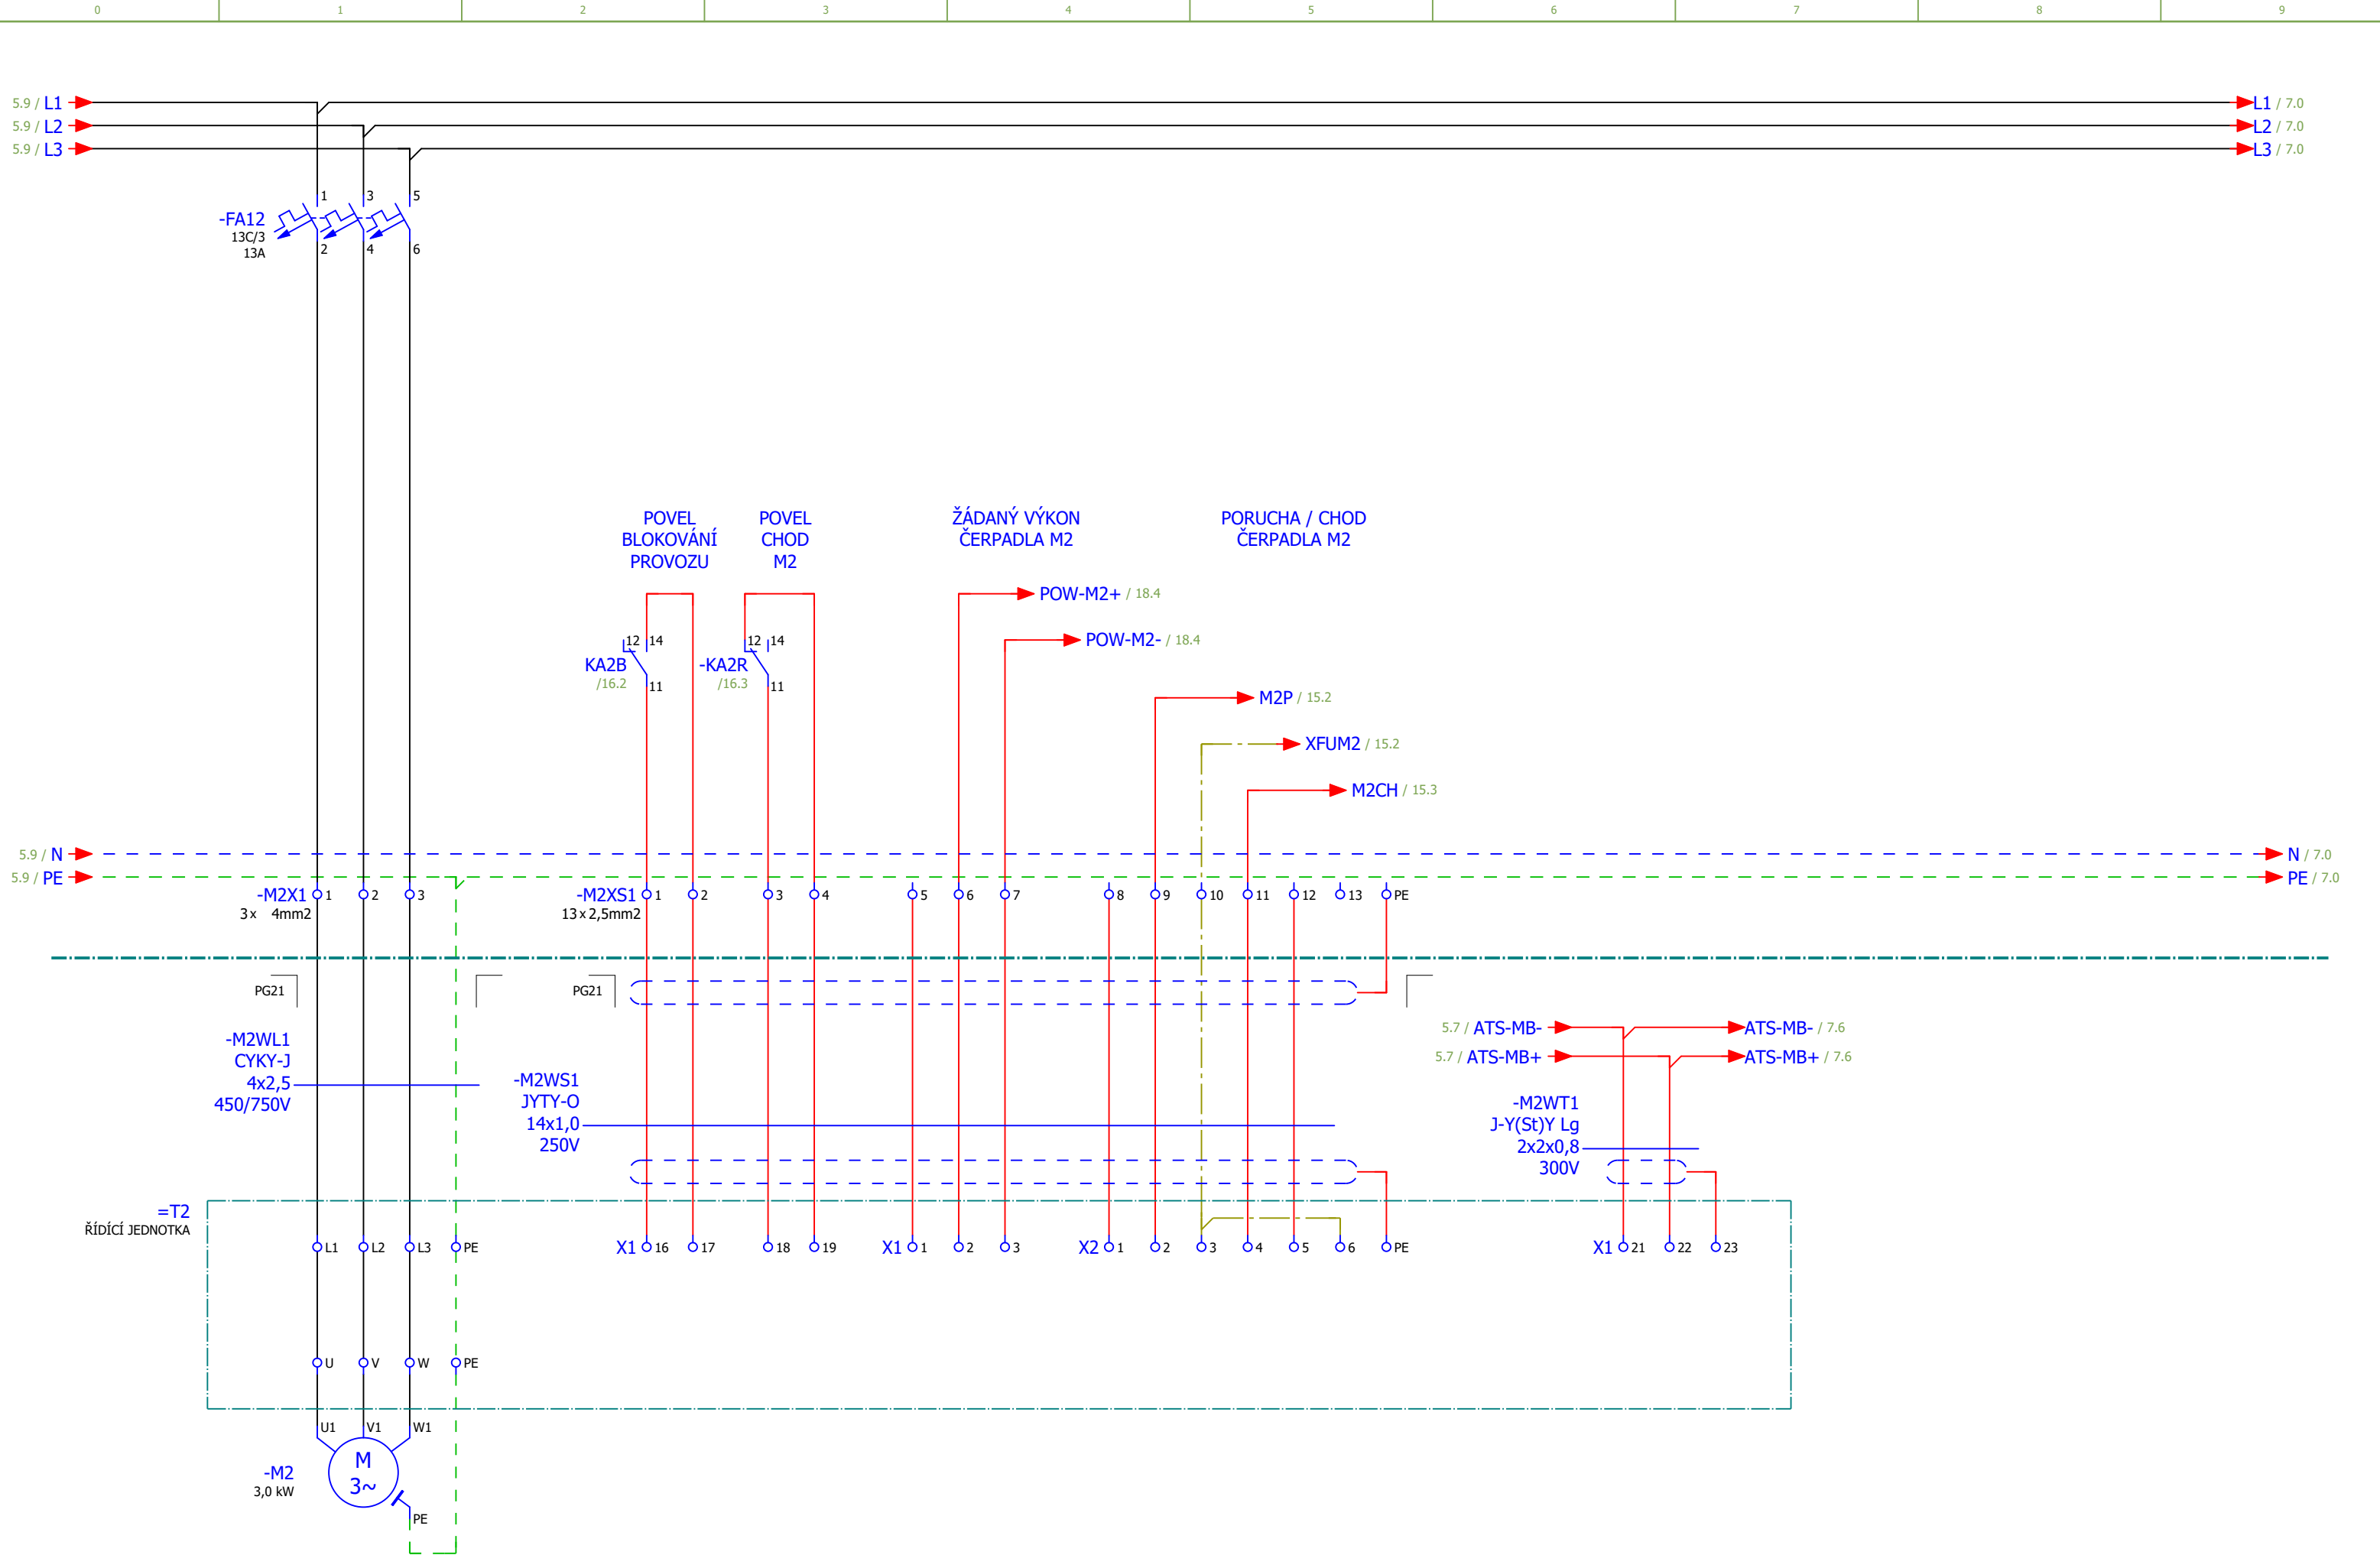 0 1 2 3 4 5 6 7 8 9
5.9 / L1
L1 / 7.0
5.9 / L2
L2 / 7.0
5.9 / L3
L3 / 7.0
1 3 5
-FA12
13C/3
13A
2 4 6
POVEL
BLOKOVÁNÍ
PROVOZU
POVEL
CHOD
M2
ŽÁDANÝ VÝKON
ČERPADLA M2
PORUCHA / CHOD
ČERPADLA M2
POW-M2+ / 18.4
POW-M2- / 18.4
12 14
KA2B
/16.2
11
12 14
-KA2R
/16.3
11
M2P / 15.2
XFUM2 / 15.2
M2CH / 15.3
5.9 / N
N / 7.0
5.9 / PE
PE / 7.0
-M2X1 1 2 3
3x 4mm2
-M2XS1 1 2 3 4 5 6 7 8 9 10 11 12 13 PE
13x2,5mm2
PG21
PG21
5.7 / ATS-MB-
ATS-MB- / 7.6
5.7 / ATS-MB+
ATS-MB+ / 7.6
-M2WL1
CYKY-J
4x2,5
450/750V
-M2WS1
JYTY-O
14x1,0
250V
-M2WT1
J-Y(St)Y Lg
2x2x0,8
300V
=T2
ŘÍDÍCÍ JEDNOTKA
L1 L2 L3 PE
X1 16 17 18 19
X1 1 2 3
X2 1 2 3 4 5 6 PE
X1 21 22 23
U V W PE
U1 V1 W1
M
3~
-M2
3,0 kW
PE